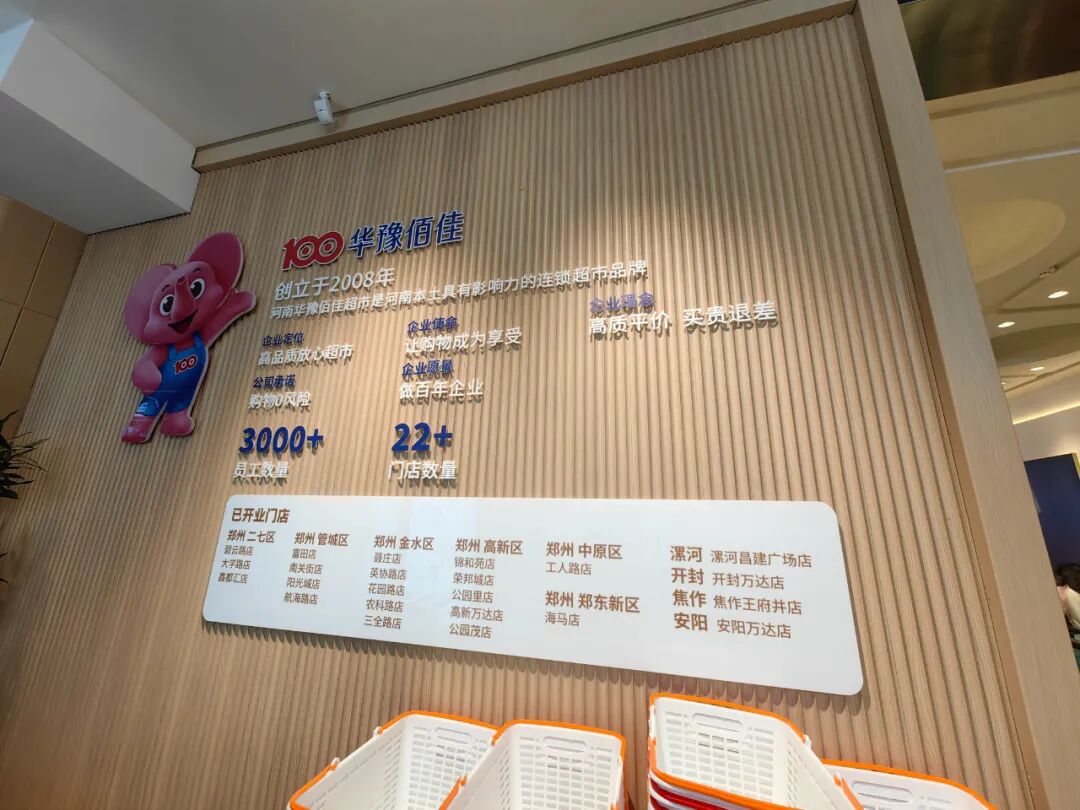 100 华豫佰佳
创立于2008年
河南华豫佰佳超市是河南本土具有影响力的连锁超市品牌
企业定位
高品质放心超市
企业使命
让购物成为享受
企业理念
高质平价 买贵退差
公司承诺
购物0风险
企业愿景
做百年企业
3000+
员工数量
22+
门店数量
100
已开业门店
郑州 二七区
碧云路店
大学路店
鑫都汇店
郑州 管城区
富田店
南关街店
阳光城店
航海路店
郑州 金水区
聂庄店
英协路店
花园路店
农科路店
三全路店
郑州 高新区
锦和苑店
荣邦城店
公园里店
高新万达店
公园茂店
郑州 中原区
工人路店
郑州 郑东新区
海马店
漯河 漯河昌建广场店
开封 开封万达店
焦作 焦作王府井店
安阳 安阳万达店